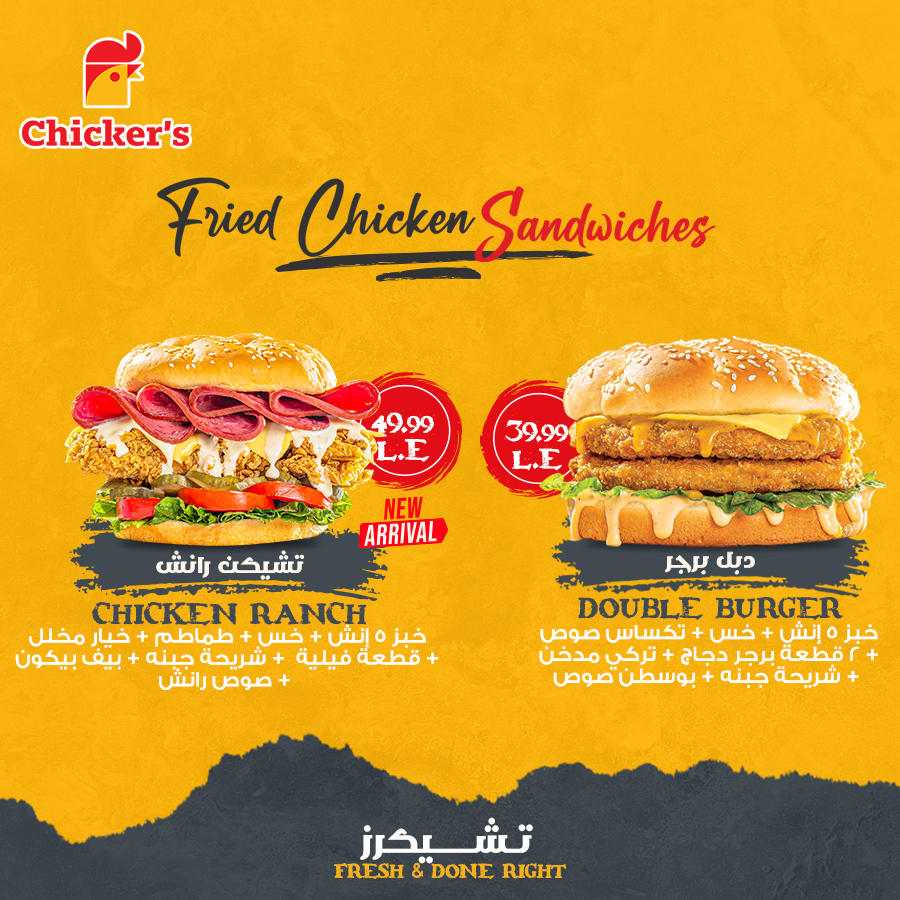 Chicker's
Fried Chicken Sandwiches
49.99
L.E
NEW
ARRIVAL
تشيكن رانش
CHICKEN RANCH
خبز ٥ إنش + خس + طماطم + خيار مخلل
+ قطعة فيلية + شريحة جبنه + بيف بيكون
+ صوص رانش
39.99
L.E
دبل برجر
DOUBLE BURGER
خبز ٥ إنش + خس + تكساس صوص
+ ٢ قطعة برجر دجاج + تركي مدخن
+ شريحة جبنه + بوسطن صوص
تشيكرز
FRESH & DONE RIGHT